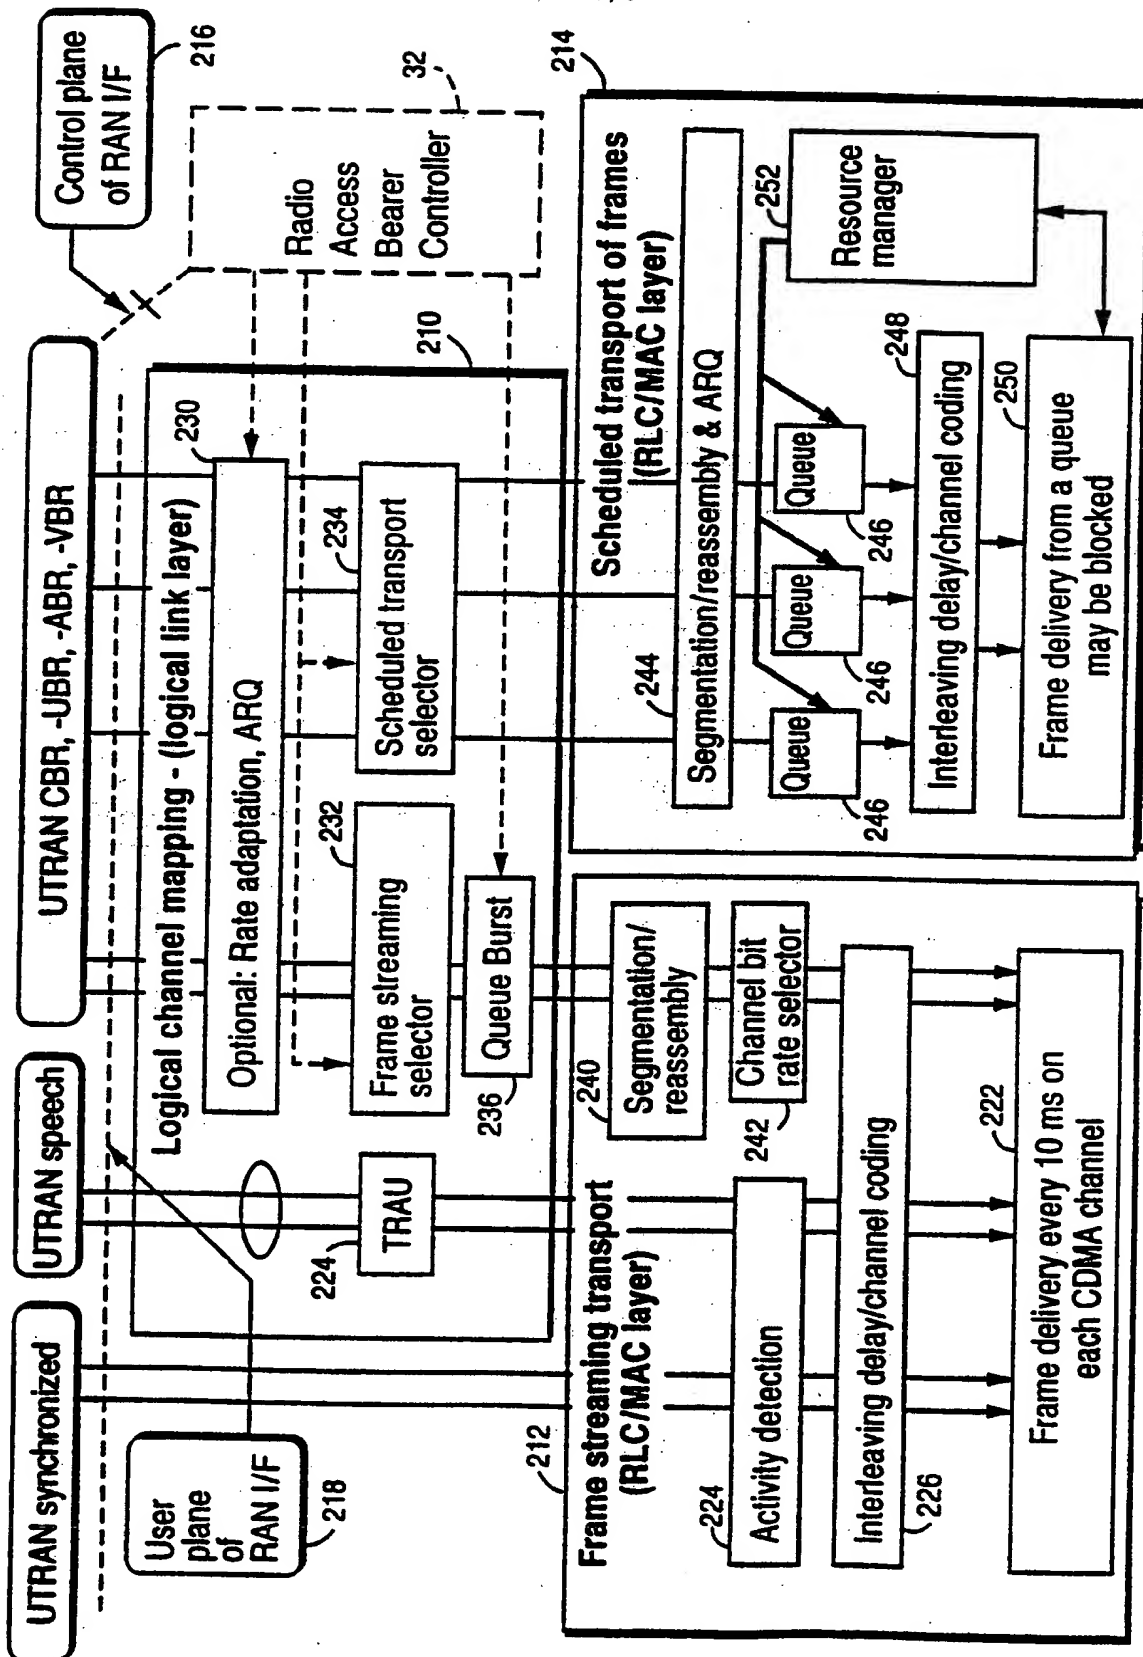 UTRAN synchronized
UTRAN speech
UTRAN CBR, -UBR, -ABR, -VBR
Control plane
of RAN I/F
216
User
plane
of
RAN I/F
218
Logical channel mapping - (logical link layer)
210
230
Optional: Rate adaptation, ARQ
Radio
Access
Bearer
Controller
32
224
TRAU
232
Frame streaming
selector
234
Scheduled transport
selector
236
Queue Burst
212
Frame streaming transport
(RLC/MAC layer)
240
Segmentation/
reassembly
224
Activity detection
242
Channel bit
rate selector
Interleaving delay/channel coding
226
222
Frame delivery every 10 ms on
each CDMA channel
214
Scheduled transport of frames
(RLC/MAC layer)
244
Segmentation/reassembly & ARQ
252
Resource
manager
Queue
246
Queue
246
Queue
246
248
Interleaving delay/channel coding
250
Frame delivery from a queue
may be blocked